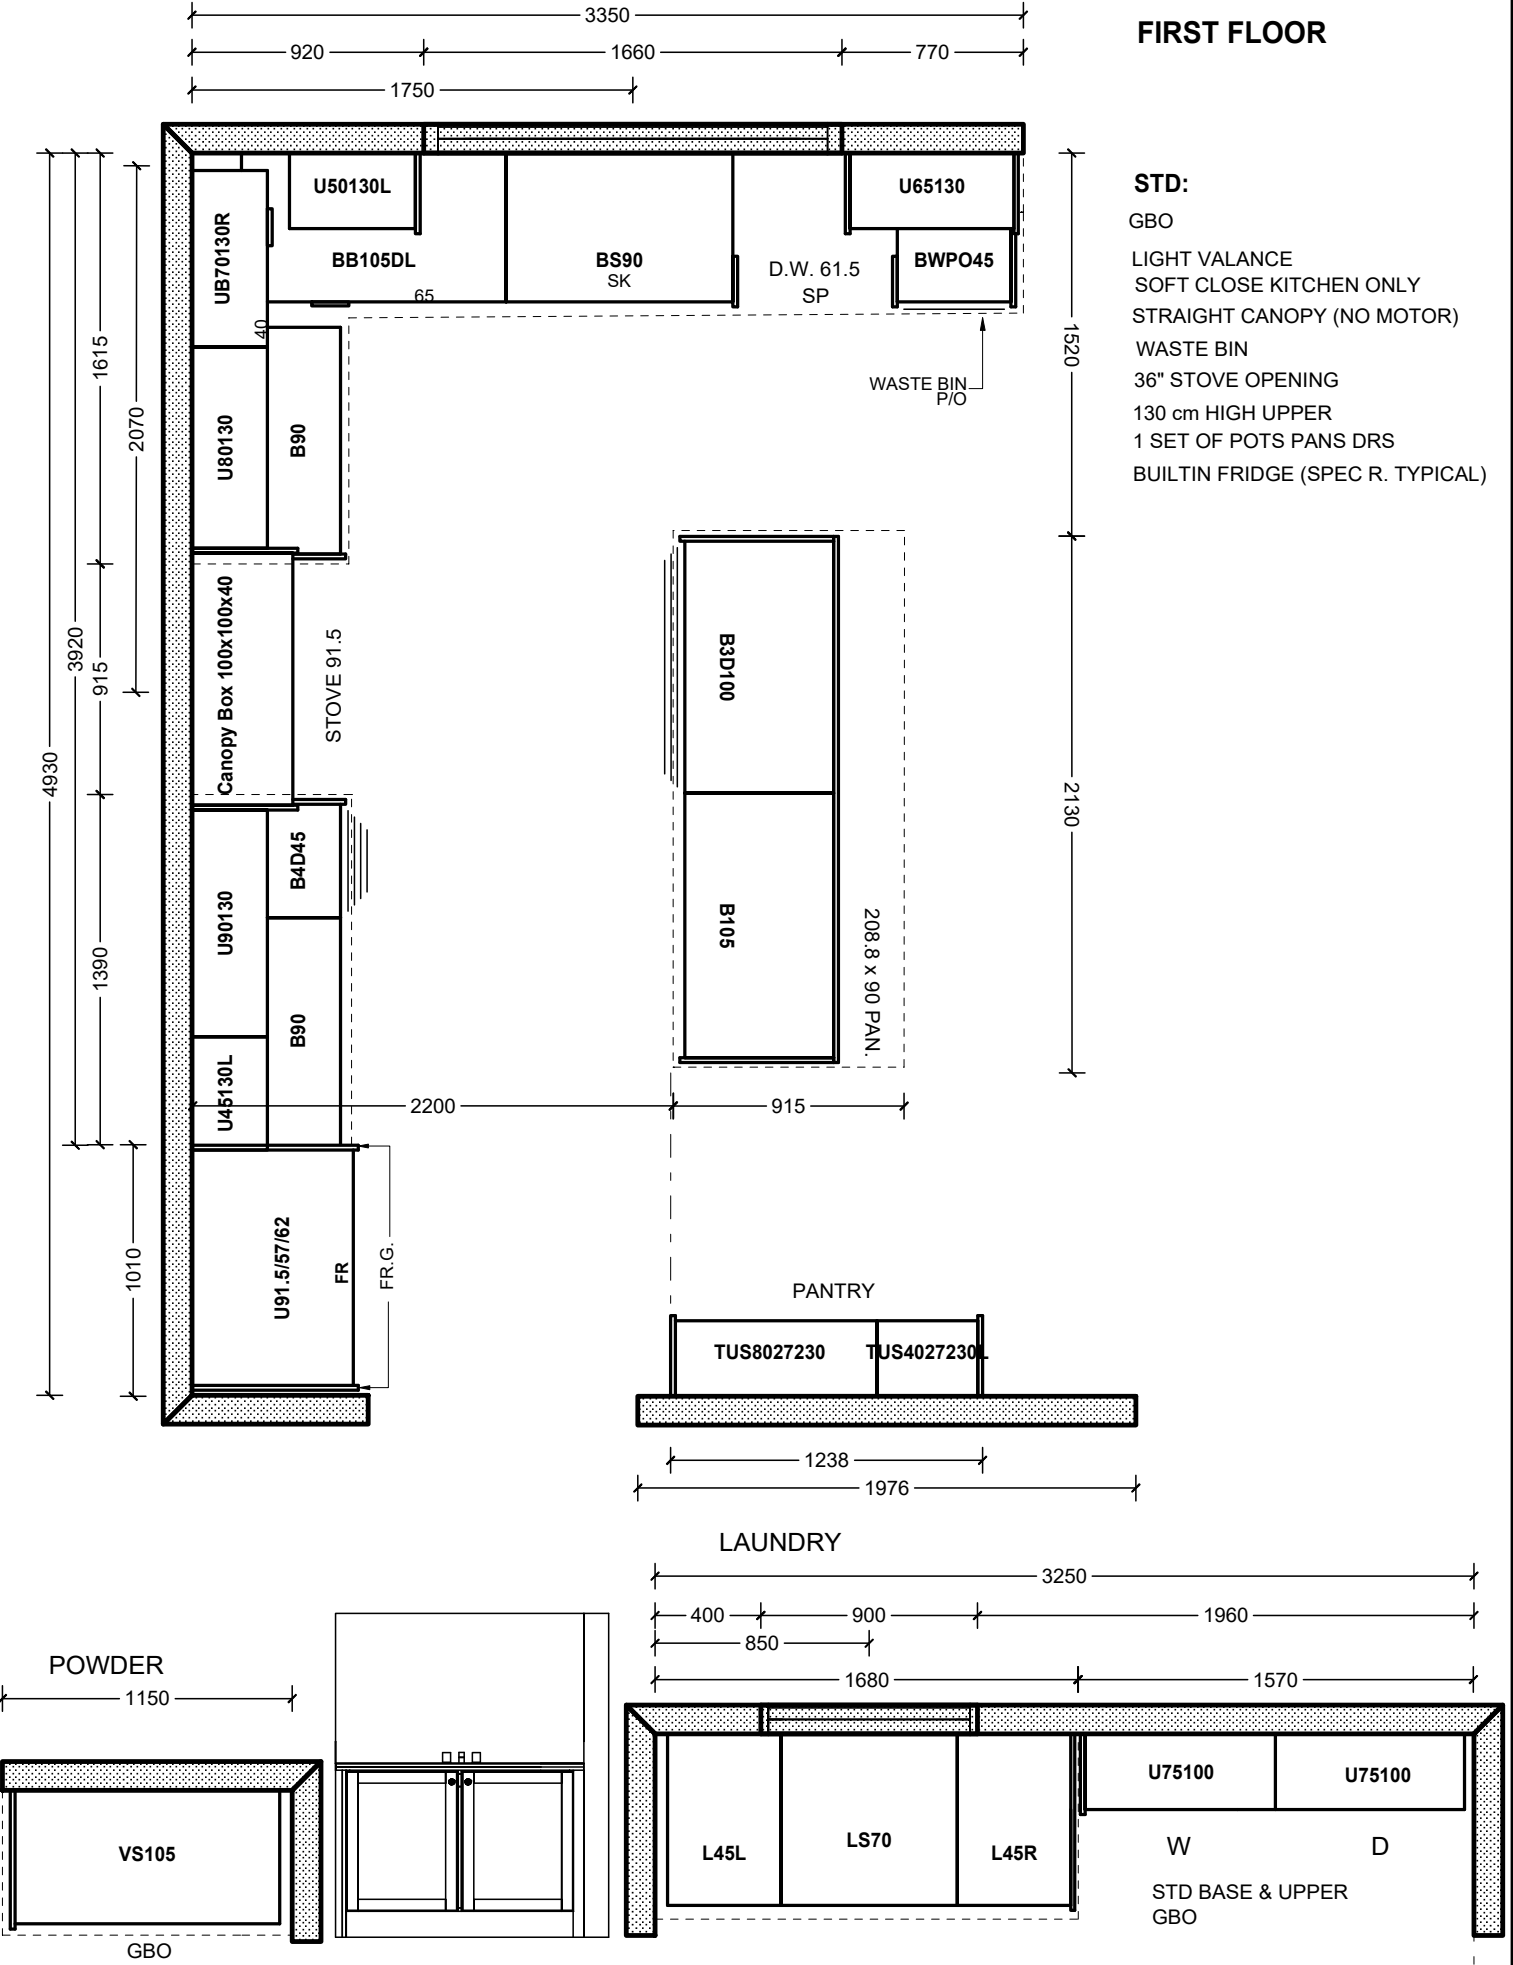 3350
FIRST FLOOR
920
1660
770
1750
STD:
GBO
LIGHT VALANCE
SOFT CLOSE KITCHEN ONLY
STRAIGHT CANOPY (NO MOTOR)
WASTE BIN
36" STOVE OPENING
130 cm HIGH UPPER
1 SET OF POTS PANS DRS
BUILTIN FRIDGE (SPEC R. TYPICAL)
U50130L
U65130
UB70130R
BB105DL
65
BS90
SK
D.W. 61.5
SP
BWPO45
40
WASTE BIN
P/O
1615
2070
1520
U80130
B90
3920
915
4930
Canopy Box 100x100x40
STOVE 91.5
B3D100
2130
1390
U90130
B4D45
B105
208.8 x 90 PAN.
B90
U45130L
2200
915
1010
U91.5/57/62
FR
FR.G.
PANTRY
TUS8027230
TUS4027230L
1238
1976
LAUNDRY
3250
400
900
1960
850
1680
1570
POWDER
1150
VS105
GBO
L45L
LS70
L45R
U75100
U75100
W
D
STD BASE & UPPER
GBO